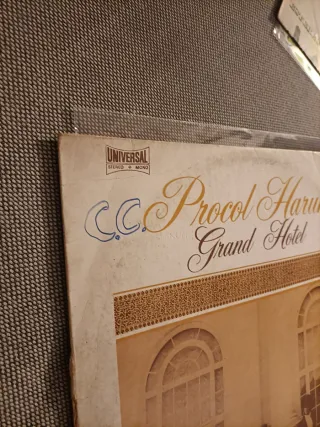 UNIVERSAL
STEREO MONO
C.C. Procol Harum
Grand Hotel